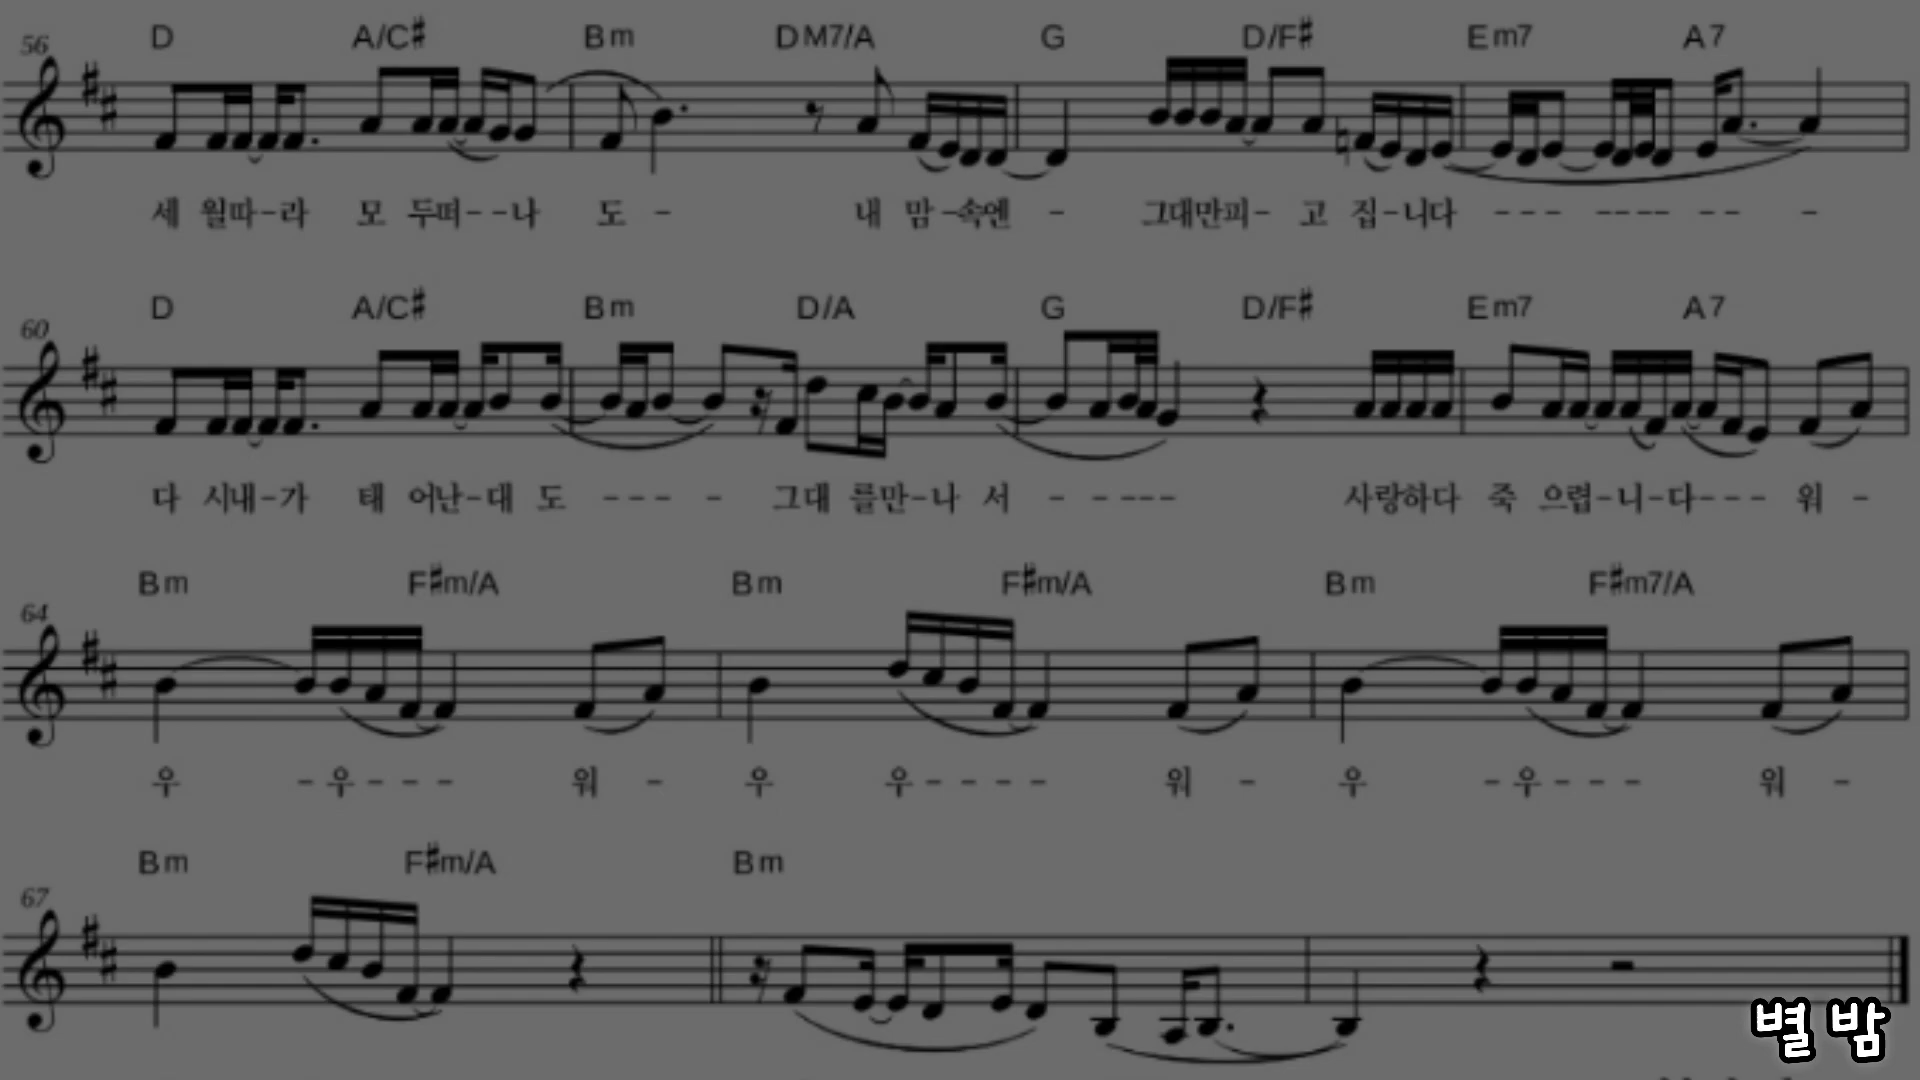 56 D A/C♯ Bm DM7/A G D/F♯ Em7 A7
세 월따-라 모 두떠--나 도 - 내 맘-속엔 - 그대만피- 고 집-니다 --- ---- -- -
60 D A/C♯ Bm D/A G D/F♯ Em7 A7
다 시내-가 태 어난-대 도 --- - 그대 를만-나 서 - ---- 사랑하다 죽 으렵-니-다--- 워 -
64 Bm F♯m/A Bm F♯m/A Bm F♯m7/A
우 -우--- 워 - 우 우---- 워 - 우 -우--- 워 -
67 Bm F♯m/A Bm
별 밤